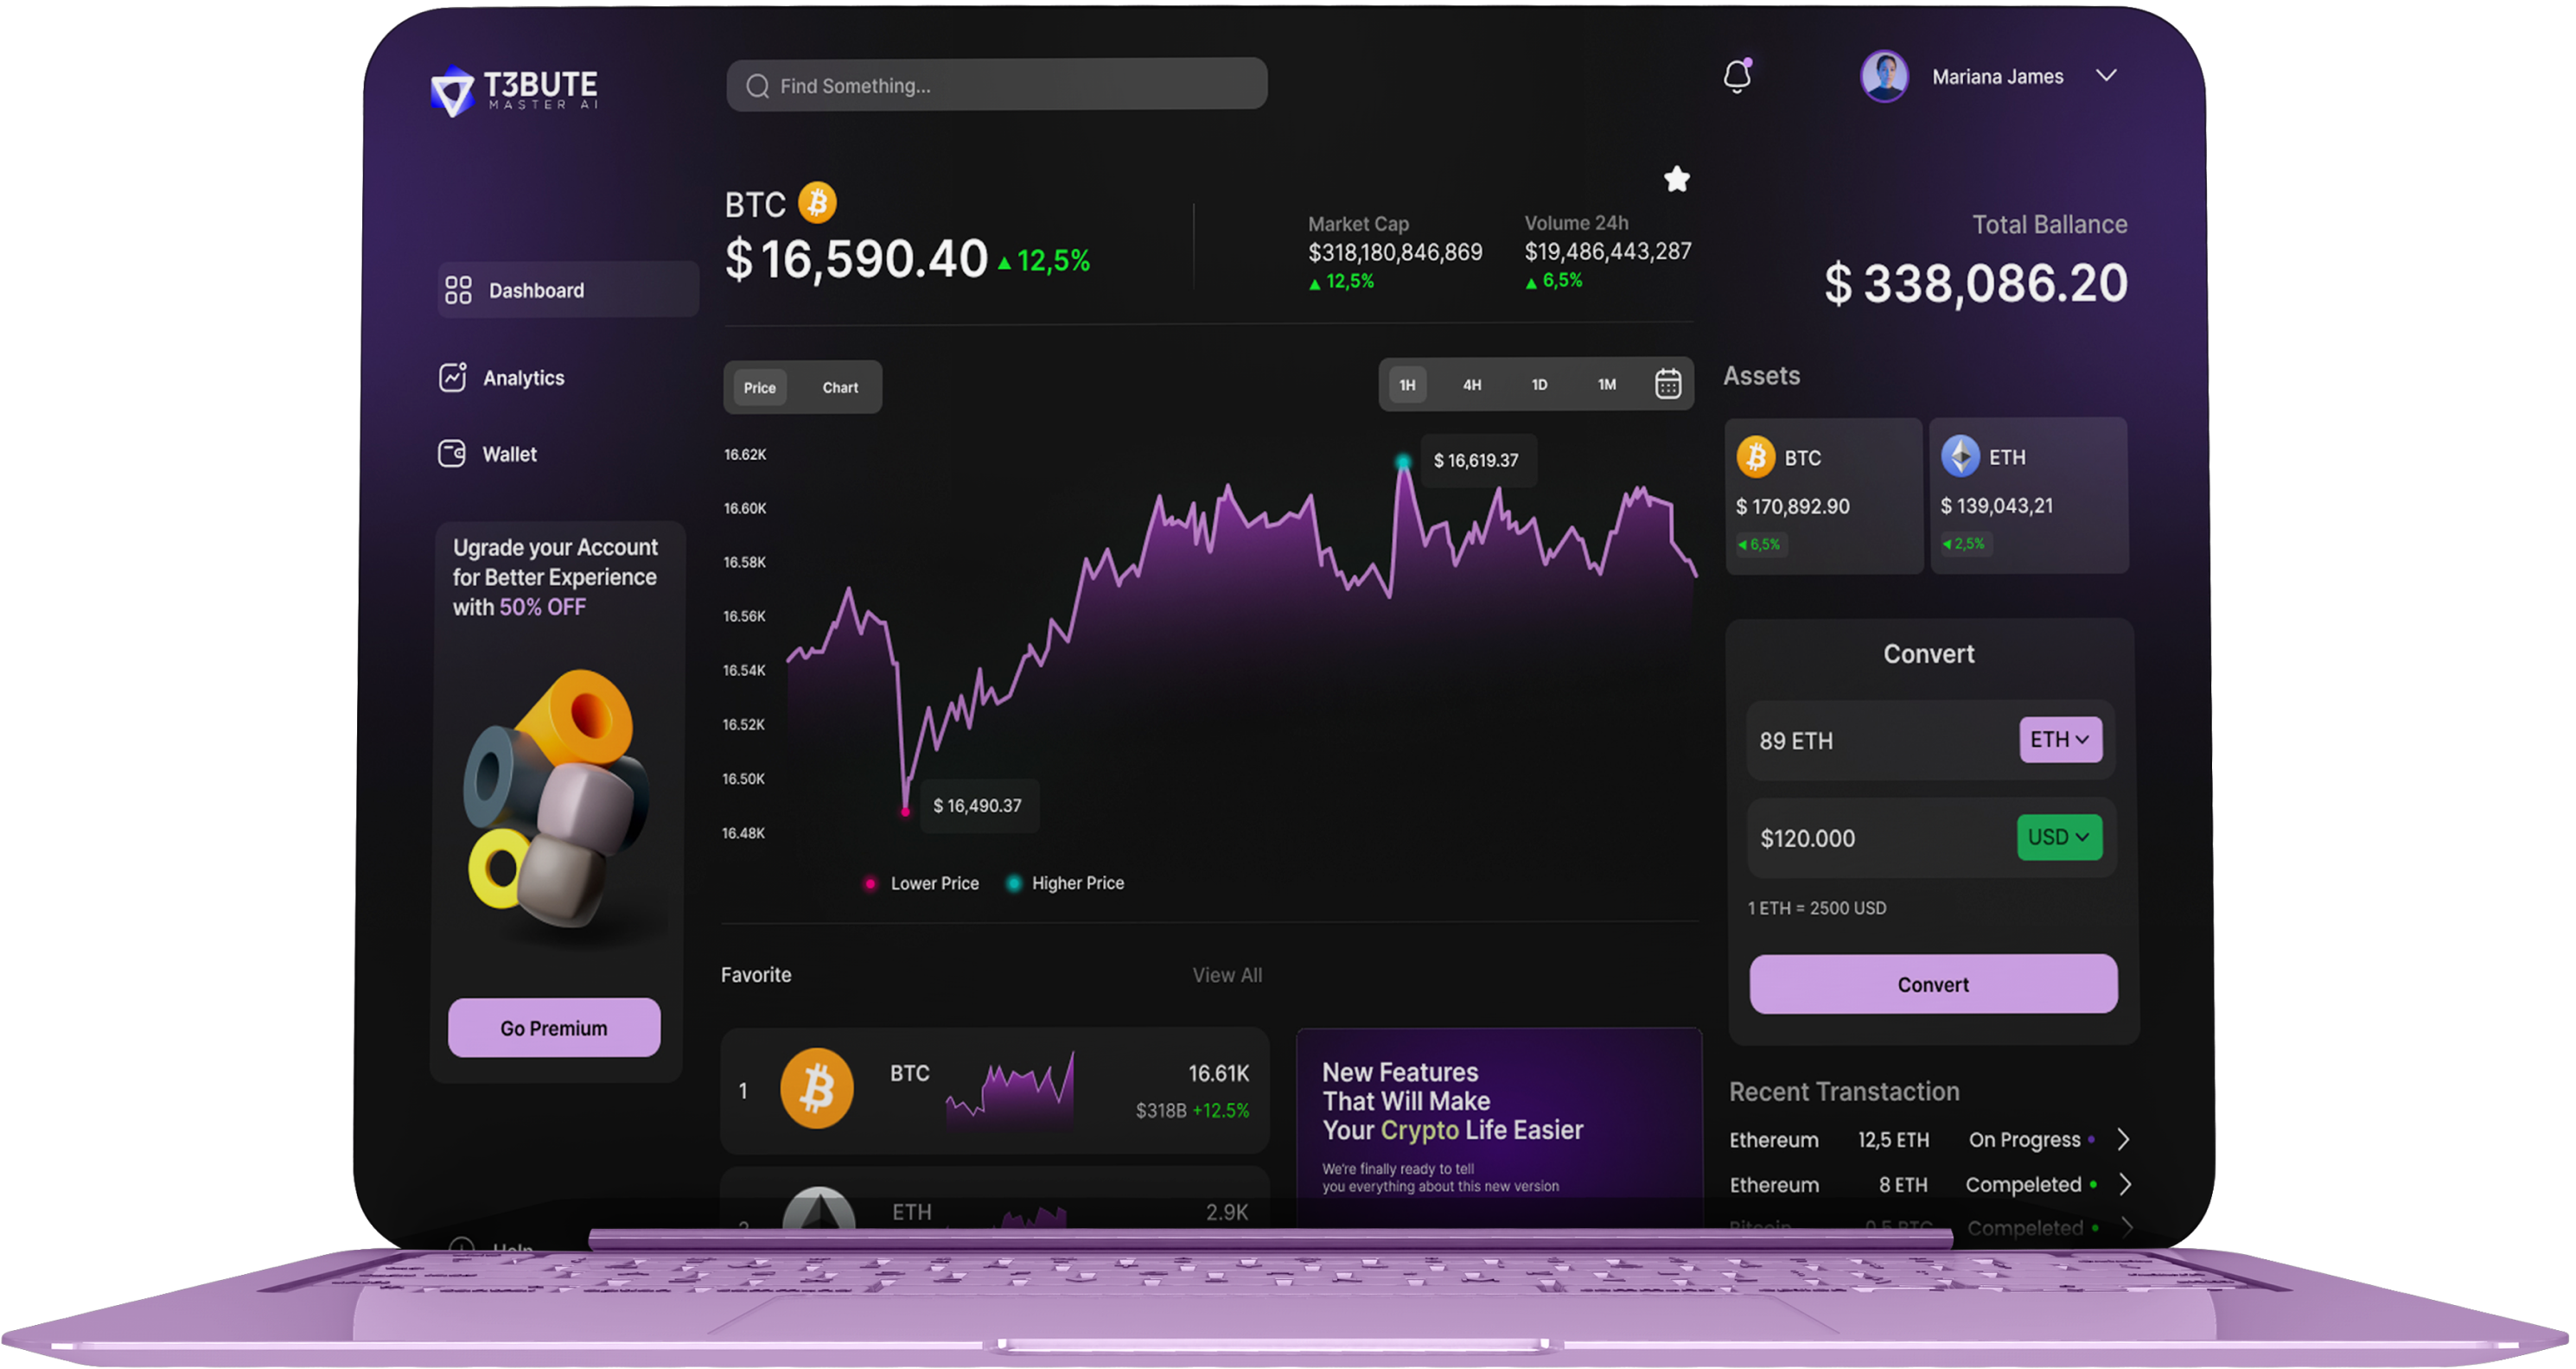 T3BUTE
MASTER AI
Find Something...
Mariana James
BTC
$16,590.40 ▲ 12,5%
Market Cap
$318,180,846,869
▲ 12,5%
Volume 24h
$19,486,443,287
▲ 6,5%
Total Ballance
$ 338,086.20
Dashboard
Analytics
Wallet
Ugrade your Account
for Better Experience
with 50% OFF
Go Premium
Help
Price
Chart
1H
4H
1D
1M
16.62K
16.60K
16.58K
16.56K
16.54K
16.52K
16.50K
16.48K
$ 16,619.37
$ 16,490.37
Lower Price
Higher Price
Assets
BTC
$ 170,892.90
◀ 6,5%
ETH
$ 139,043,21
◀ 2,5%
Convert
89 ETH
ETH
$120.000
USD
1 ETH = 2500 USD
Convert
Favorite
View All
1
BTC
16.61K
$318B +12.5%
2
ETH
2.9K
New Features
That Will Make
Your Crypto Life Easier
We're finally ready to tell
you everything about this new version
Recent Transtaction
Ethereum 12,5 ETH On Progress
Ethereum 8 ETH Compeleted
Bitcoin 0,5 BTC Compeleted